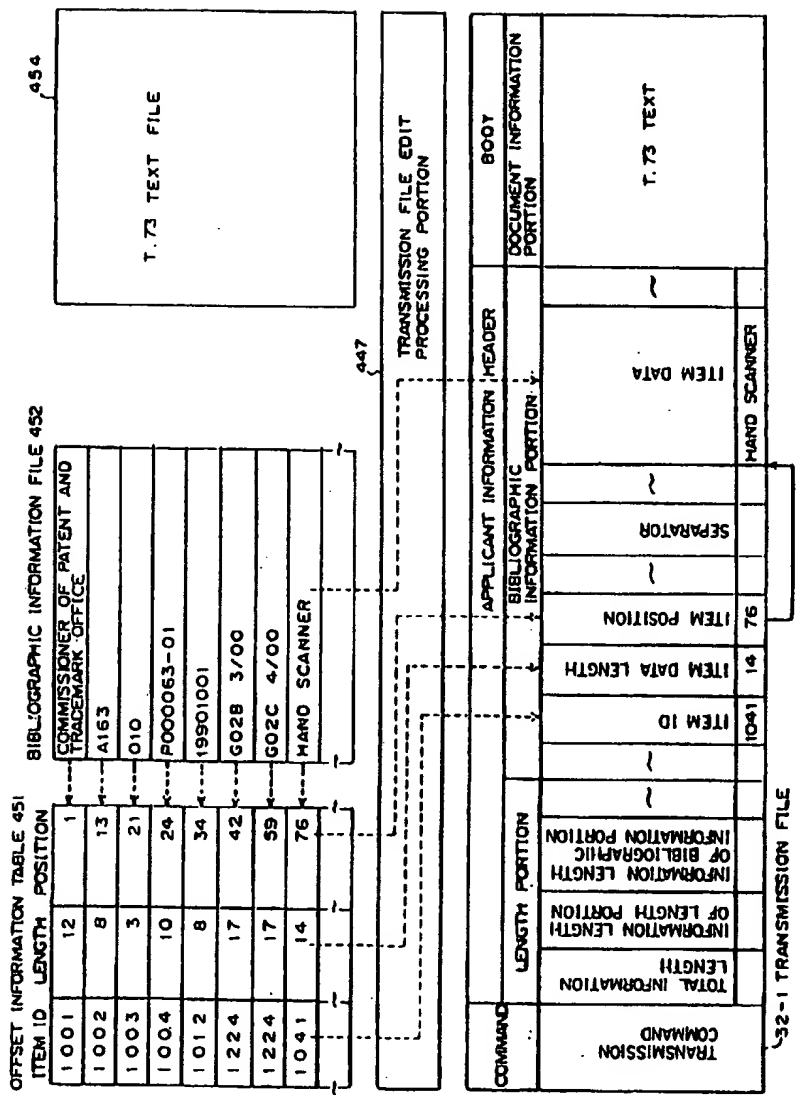 OFFSET INFORMATION TABLE 451
ITEM ID LENGTH POSITION
1001 12 1
1002 8 13
1003 3 21
1004 10 24
1012 8 34
1224 17 42
1224 17 59
1041 14 76
BIBLIOGRAPHIC INFORMATION FILE 452
COMMISSIONER OF PATENT AND
TRADEMARK OFFICE
A163
010
P000063-01
19901001
G02B 3/00
G02C 4/00
HAND SCANNER
454
T.73 TEXT FILE
447
TRANSMISSION FILE EDIT
PROCESSING PORTION
COMMAND
APPLICANT INFORMATION HEADER
BODY
LENGTH PORTION
BIBLIOGRAPHIC
INFORMATION PORTION
DOCUMENT INFORMATION
PORTION
TRANSMISSION
COMMAND
TOTAL INFORMATION
LENGTH
INFORMATION LENGTH
OF LENGTH PORTION
INFORMATION LENGTH
OF BIBLIOGRAPHIC
INFORMATION PORTION
~
~
ITEM ID
ITEM DATA LENGTH
ITEM POSITION
~
SEPARATOR
~
ITEM DATA
~
T.73 TEXT
1041 14 76 HAND SCANNER
32-1 TRANSMISSION FILE